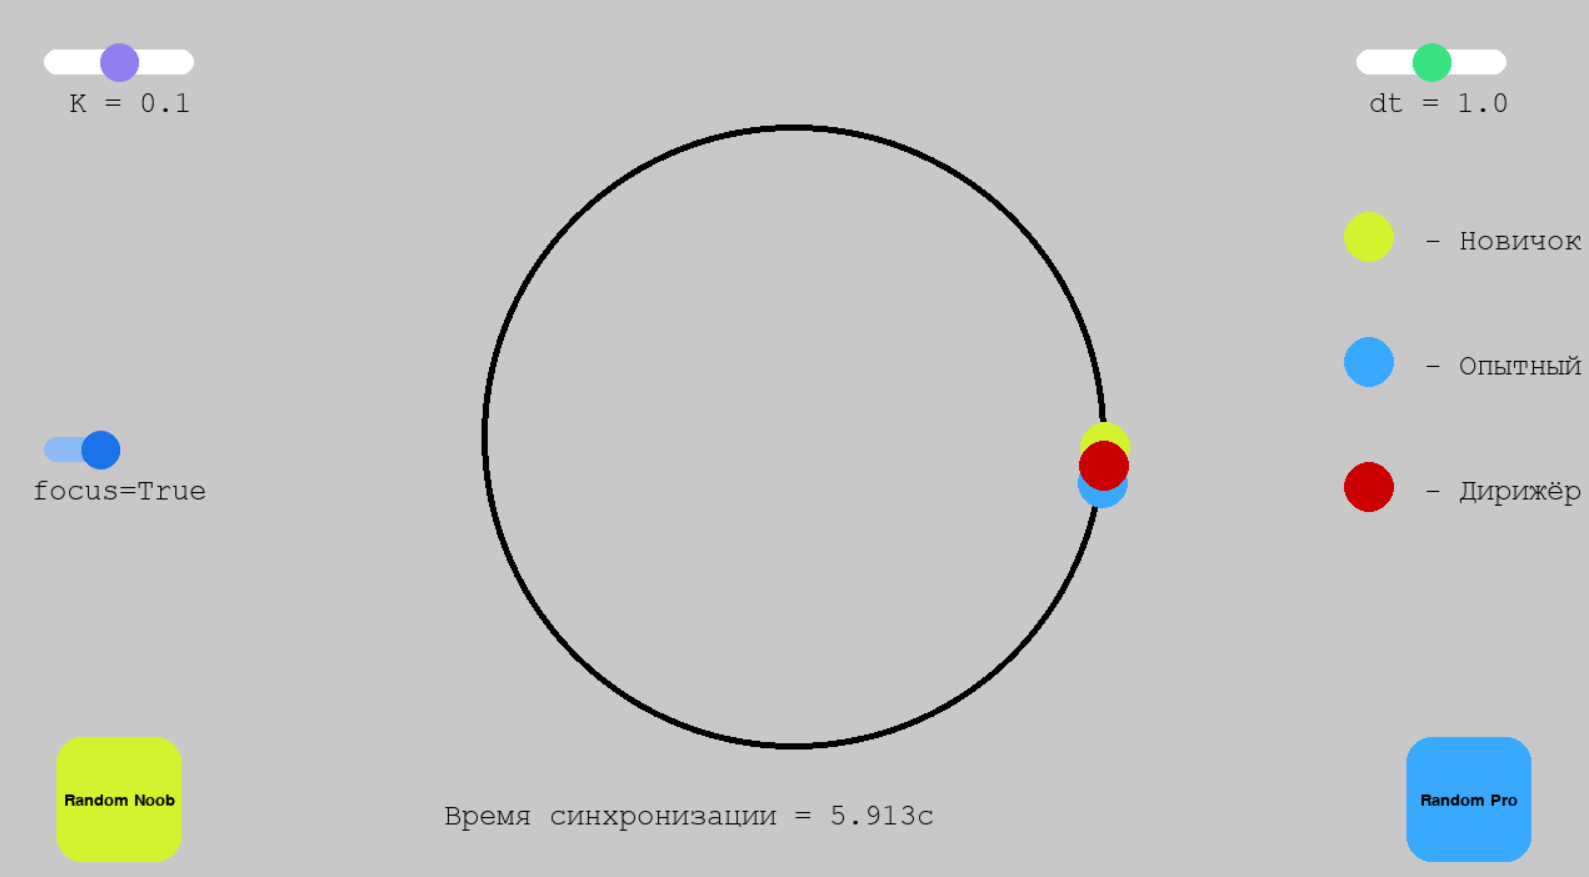 K = 0.1
dt = 1.0
- Новичок
- Опытный
- Дирижёр
focus=True
Random Noob
Время синхронизации = 5.913с
Random Pro